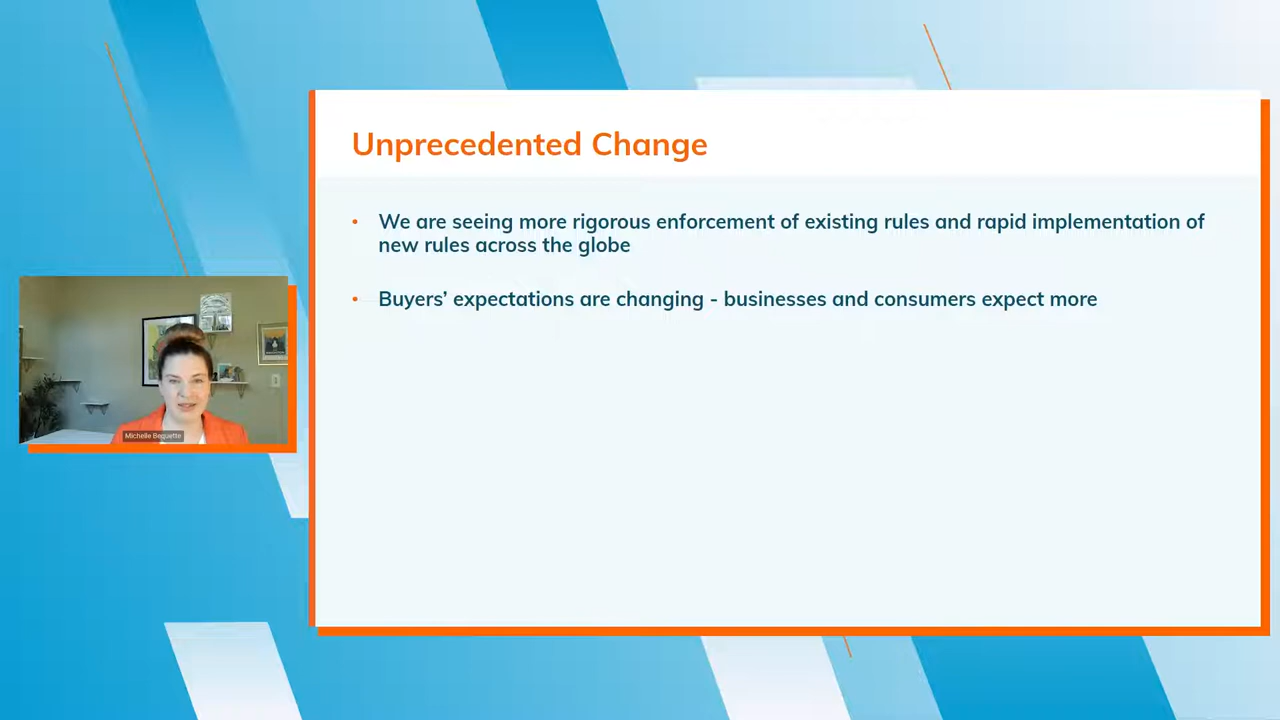 Unprecedented Change
• We are seeing more rigorous enforcement of existing rules and rapid implementation of
new rules across the globe
• Buyers’ expectations are changing - businesses and consumers expect more
Michelle Beguette